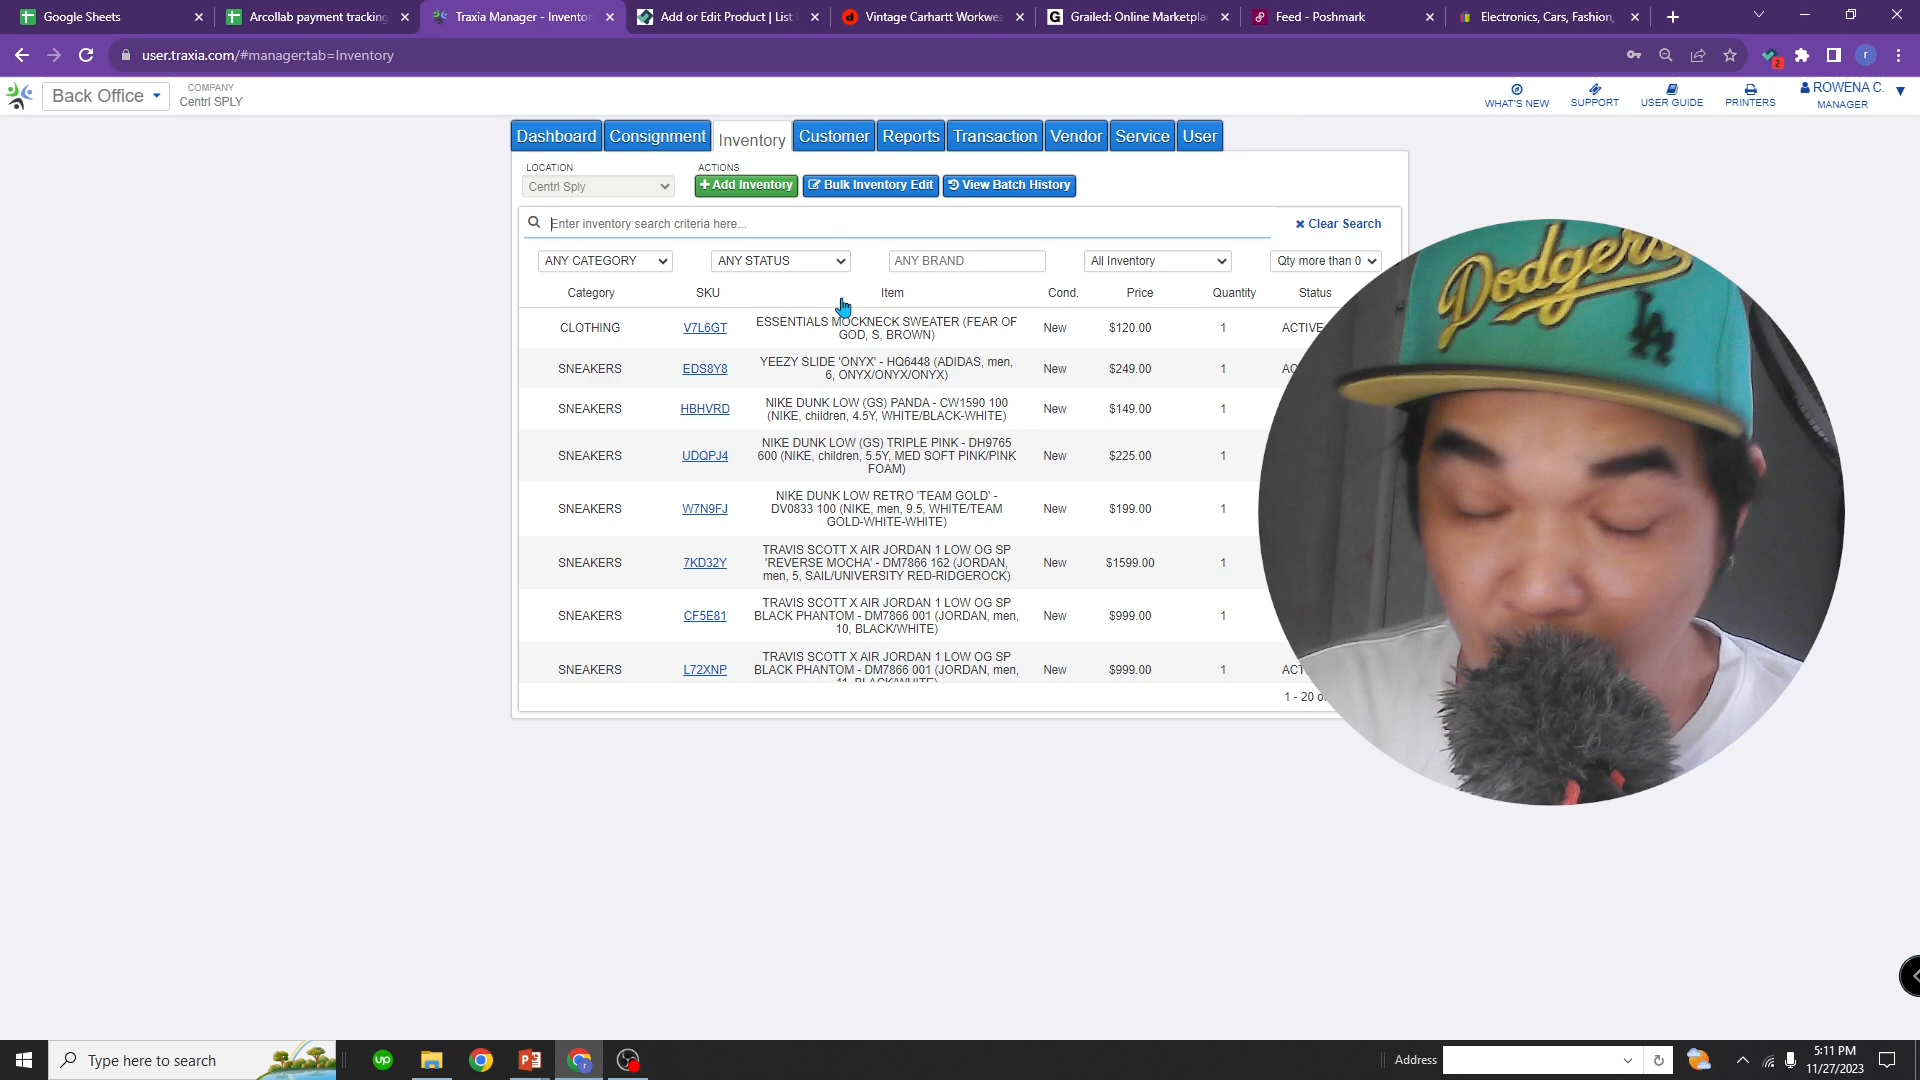 Google Sheets
Arcollab payment tracking
Traxia Manager - Inventor
Add or Edit Product | List
Vintage Carhartt Workwea
Grailed: Online Marketpla
Feed - Poshmark
Electronics, Cars, Fashion,
user.traxia.com/#manager;tab=Inventory
2
r
Back Office
COMPANY
Centrl SPLY
WHAT'S NEW
SUPPORT
USER GUIDE
PRINTERS
ROWENA C.
MANAGER
Dashboard
Consignment
Inventory
Customer
Reports
Transaction
Vendor
Service
User
LOCATION
Centrl Sply
ACTIONS
Add Inventory
Bulk Inventory Edit
View Batch History
Enter inventory search criteria here...
Clear Search
ANY CATEGORY
ANY STATUS
ANY BRAND
All Inventory
Qty more than 0
Category SKU Item Cond. Price Quantity Status
CLOTHING V7L6GT ESSENTIALS MOCKNECK SWEATER (FEAR OF New $120.00 1 ACTIVE
GOD, S, BROWN)
SNEAKERS EDS8Y8 YEEZY SLIDE 'ONYX' - HQ6448 (ADIDAS, men, New $249.00 1 AC
6, ONYX/ONYX/ONYX)
SNEAKERS HBHVRD NIKE DUNK LOW (GS) PANDA - CW1590 100 New $149.00 1
(NIKE, children, 4.5Y, WHITE/BLACK-WHITE)
NIKE DUNK LOW (GS) TRIPLE PINK - DH9765
SNEAKERS UDQPJ4 600 (NIKE, children, 5.5Y, MED SOFT PINK/PINK New $225.00 1
FOAM)
NIKE DUNK LOW RETRO 'TEAM GOLD' -
SNEAKERS W7N9FJ DV0833 100 (NIKE, men, 9.5, WHITE/TEAM New $199.00 1
GOLD-WHITE-WHITE)
TRAVIS SCOTT X AIR JORDAN 1 LOW OG SP
SNEAKERS 7KD32Y 'REVERSE MOCHA' - DM7866 162 (JORDAN, New $1599.00 1
men, 5, SAIL/UNIVERSITY RED-RIDGEROCK)
TRAVIS SCOTT X AIR JORDAN 1 LOW OG SP
SNEAKERS CF5E81 BLACK PHANTOM - DM7866 001 (JORDAN, men, New $999.00 1
10, BLACK/WHITE)
TRAVIS SCOTT X AIR JORDAN 1 LOW OG SP
SNEAKERS L72XNP BLACK PHANTOM - DM7866 001 (JORDAN, men, New $999.00 1 ACT
11, BLACK/WHITE)
1 - 20 o
Dodgers
LA
Type here to search
up
Address
5:11 PM
11/27/2023